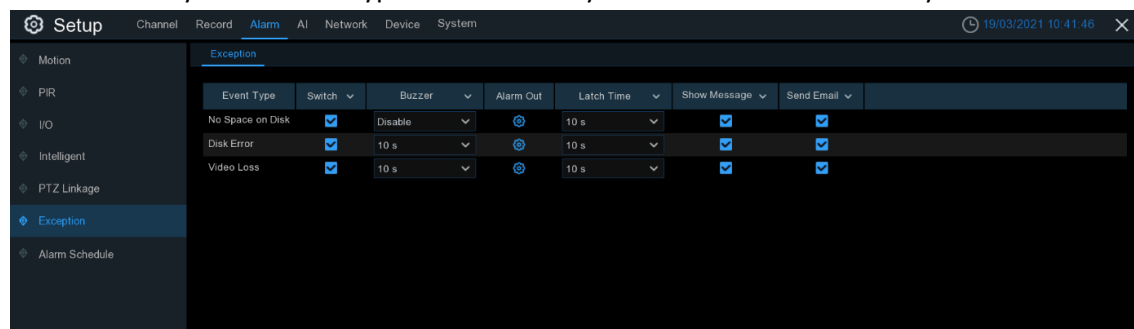 Setup Channel Record Alarm AI Network Device System 19/03/2021 10:41:46
Motion
PIR
I/O
Intelligent
PTZ Linkage
Exception
Alarm Schedule
Exception
Event Type Switch Buzzer Alarm Out Latch Time Show Message Send Email
No Space on Disk Disable 10 s
Disk Error 10 s 10 s
Video Loss 10 s 10 s